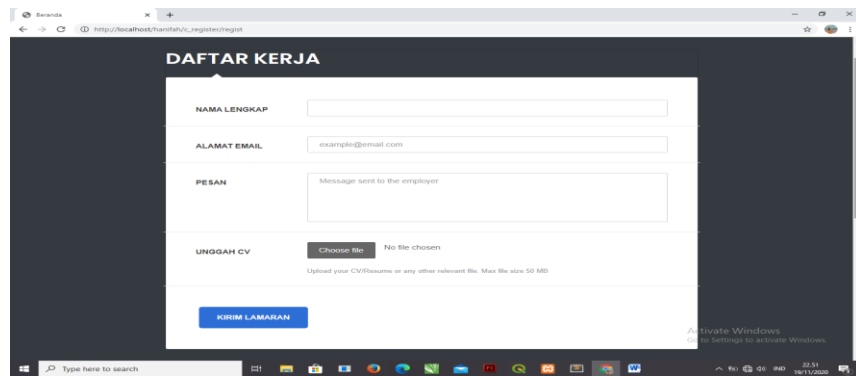 Beranda
http://localhost/hanifah/c_register/regist
DAFTAR KERJA
NAMA LENGKAP
ALAMAT EMAIL
example@email.com
PESAN
Message sent to the employer
UNGGAH CV
Choose file
No file chosen
Upload your CV/Resume or any other relevant file. Max file size 50 MB
KIRIM LAMARAN
Activate Windows
Go to Settings to activate Windows.
Type here to search
IND
22.51
19/11/2020